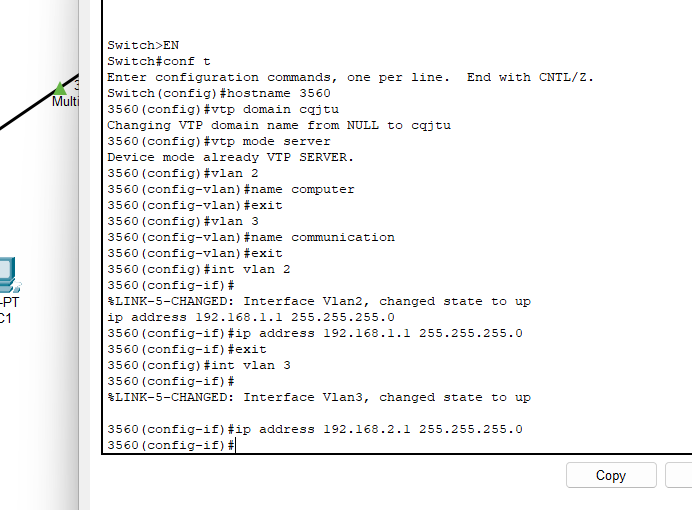 Switch>EN
Switch#conf t
Enter configuration commands, one per line.  End with CNTL/Z.
Switch(config)#hostname 3560
3560(config)#vtp domain cqjtu
Changing VTP domain name from NULL to cqjtu
3560(config)#vtp mode server
Device mode already VTP SERVER.
3560(config)#vlan 2
3560(config-vlan)#name computer
3560(config-vlan)#exit
3560(config)#vlan 3
3560(config-vlan)#name communication
3560(config-vlan)#exit
3560(config)#int vlan 2
3560(config-if)#
%LINK-5-CHANGED: Interface Vlan2, changed state to up
ip address 192.168.1.1 255.255.255.0
3560(config-if)#ip address 192.168.1.1 255.255.255.0
3560(config-if)#exit
3560(config)#int vlan 3
3560(config-if)#
%LINK-5-CHANGED: Interface Vlan3, changed state to up
3560(config-if)#ip address 192.168.2.1 255.255.255.0
3560(config-if)#
Multi
-PT
C1
Copy